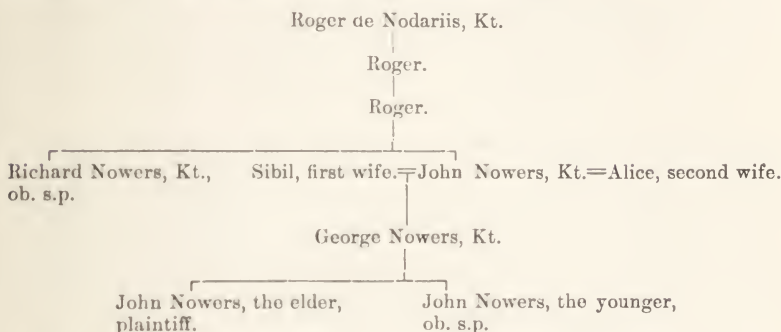 Roger de Nodariis, Kt.
Roger.
Roger.
Richard Nowers, Kt., Sibil, first wife.=John Nowers, Kt.=Alice, second wife.
ob. s.p.
George Nowers, Kt.
John Nowers, the elder, John Nowers, the younger,
plaintiff. ob. s.p.